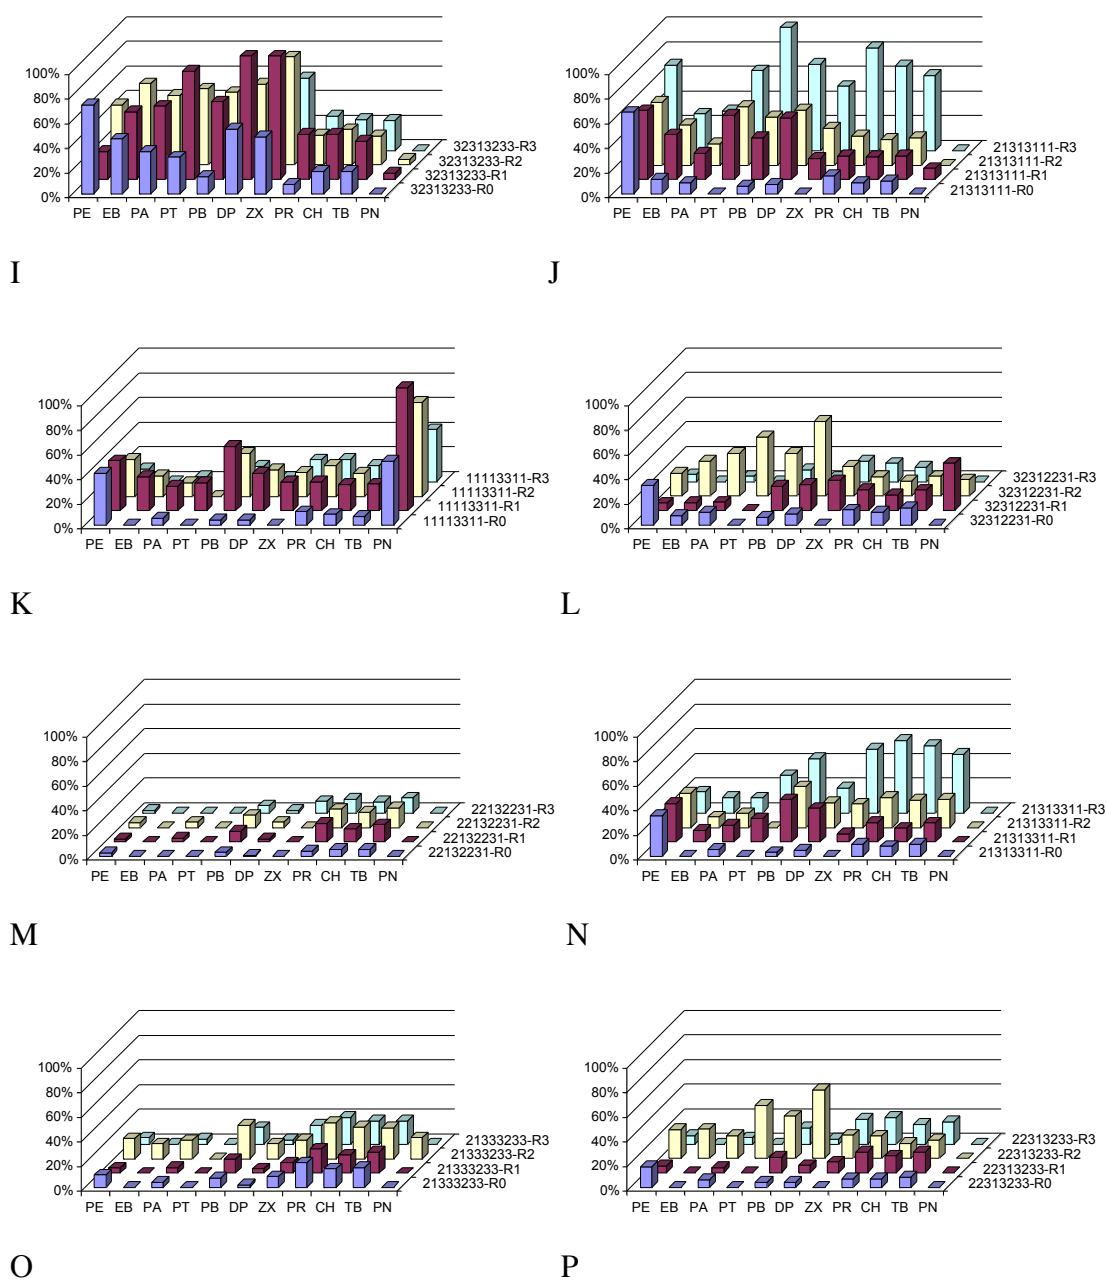 100%
80%
60%
40%
20%
0%
PE EB PA PT PB DP ZX PR CH TB PN
32313233-R3
32313233-R2
32313233-R1
32313233-R0
100%
80%
60%
40%
20%
0%
PE EB PA PT PB DP ZX PR CH TB PN
21313111-R3
21313111-R2
21313111-R1
21313111-R0
I J
100%
80%
60%
40%
20%
0%
PE EB PA PT PB DP ZX PR CH TB PN
11113311-R3
11113311-R2
11113311-R1
11113311-R0
100%
80%
60%
40%
20%
0%
PE EB PA PT PB DP ZX PR CH TB PN
32312231-R3
32312231-R2
32312231-R1
32312231-R0
K L
100%
80%
60%
40%
20%
0%
PE EB PA PT PB DP ZX PR CH TB PN
22132231-R3
22132231-R2
22132231-R1
22132231-R0
100%
80%
60%
40%
20%
0%
PE EB PA PT PB DP ZX PR CH TB PN
21313311-R3
21313311-R2
21313311-R1
21313311-R0
M N
100%
80%
60%
40%
20%
0%
PE EB PA PT PB DP ZX PR CH TB PN
21333233-R3
21333233-R2
21333233-R1
21333233-R0
100%
80%
60%
40%
20%
0%
PE EB PA PT PB DP ZX PR CH TB PN
22313233-R3
22313233-R2
22313233-R1
22313233-R0
O P